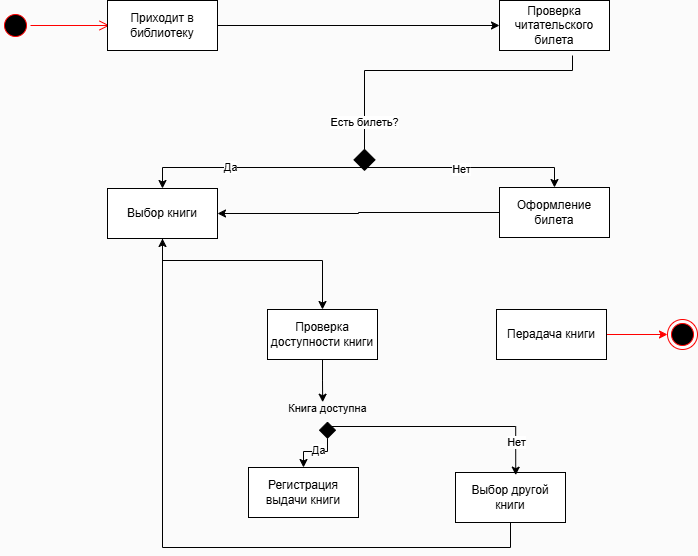 Приходит в
библиотеку
Проверка
читательского
билета
Есть билеть?
Да
Нет
Выбор книги
Оформление
билета
Проверка
доступности книги
Перадача книги
Книга доступна
Да
Нет
Регистрация
выдачи книги
Выбор другой
книги